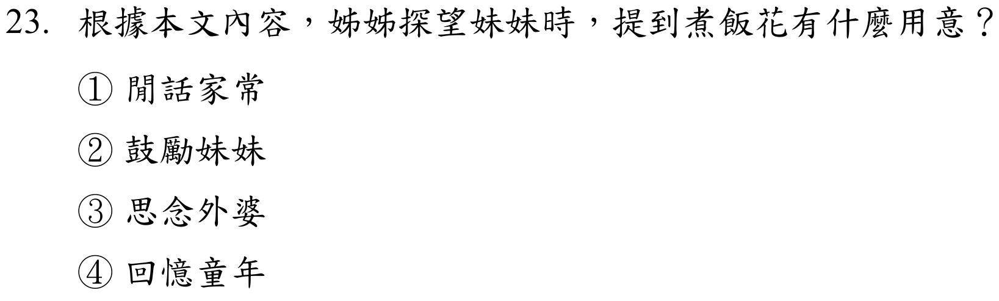 23. 根據本文內容，姊姊探望妹妹時，提到煮飯花有什麼用意？
① 閒話家常
② 鼓勵妹妹
③ 思念外婆
④ 回憶童年